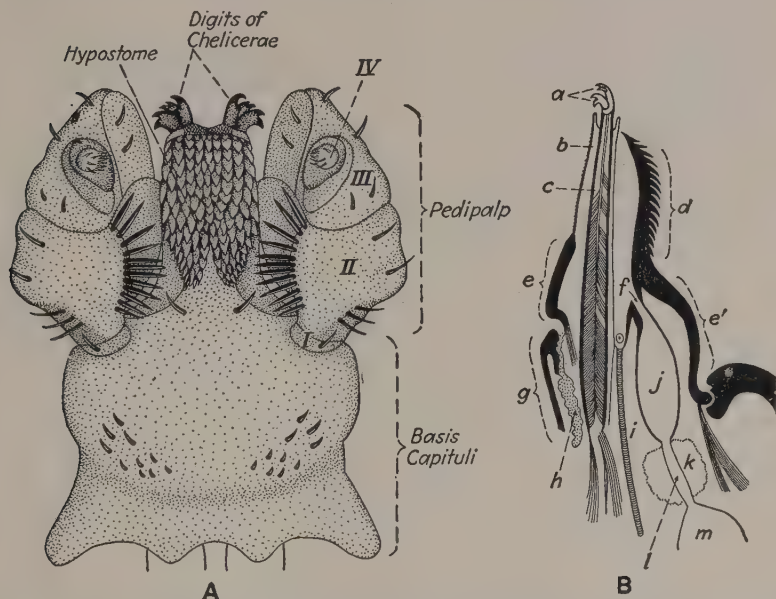 Digits of
Chelicerae
Hypostome
IV
III
Pedipalp
II
I
Basis
Capituli
A
a
b
c
d
e
f
e'
g
j
i
h
k
l
m
B